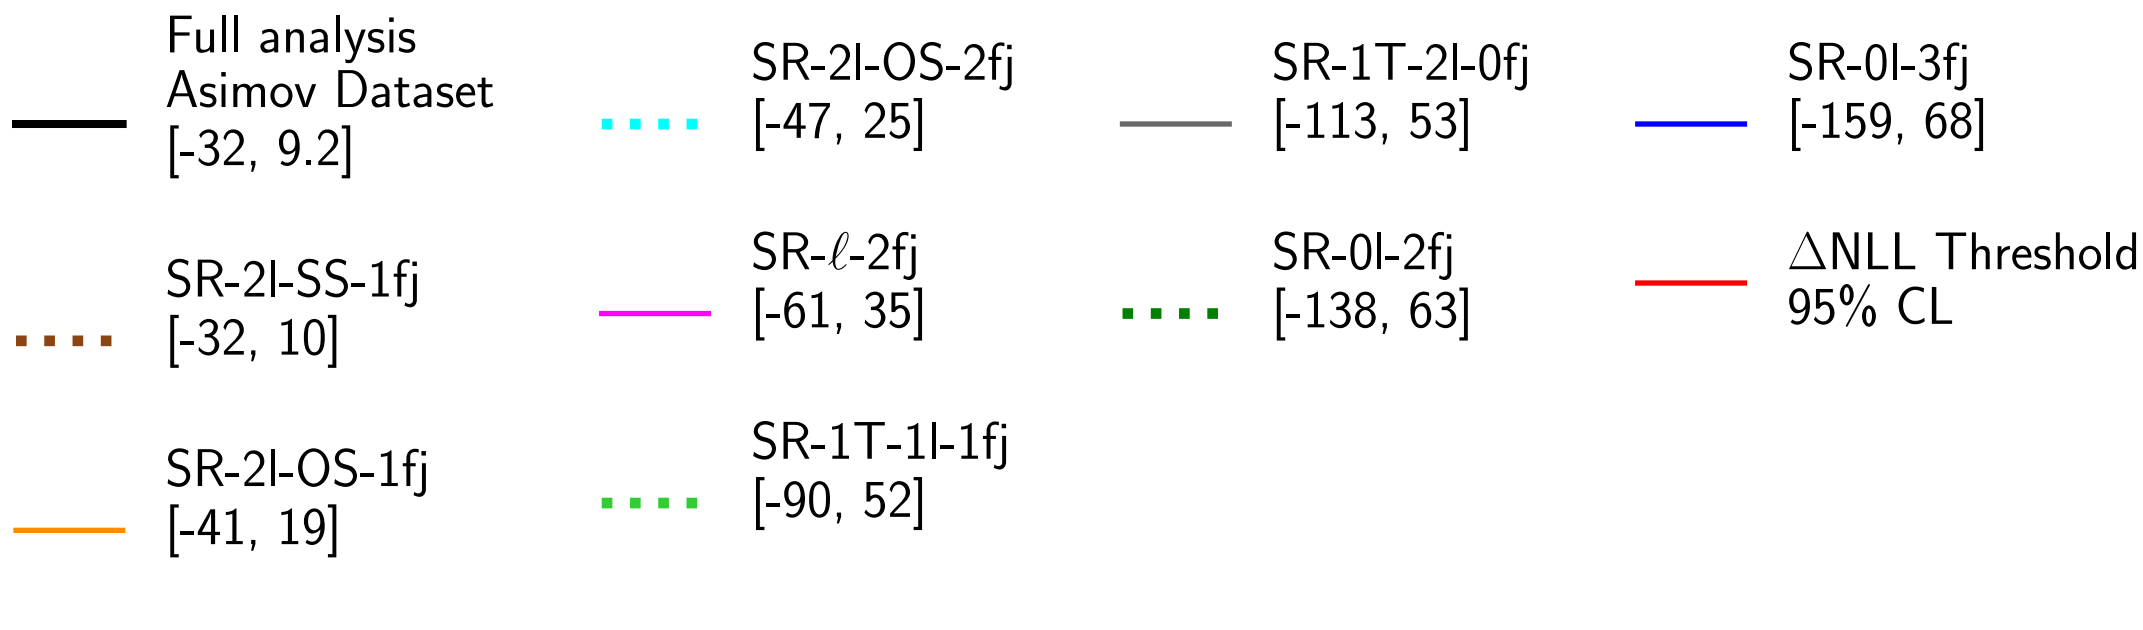 Full analysis
Asimov Dataset
[-32, 9.2]
SR-2l-SS-1fj
[-32, 10]
SR-2l-OS-1fj
[-41, 19]
SR-2l-OS-2fj
[-47, 25]
SR-ℓ-2fj
[-61, 35]
SR-1T-1l-1fj
[-90, 52]
SR-1T-2l-0fj
[-113, 53]
SR-0l-2fj
[-138, 63]
SR-0l-3fj
[-159, 68]
△NLL Threshold
95% CL